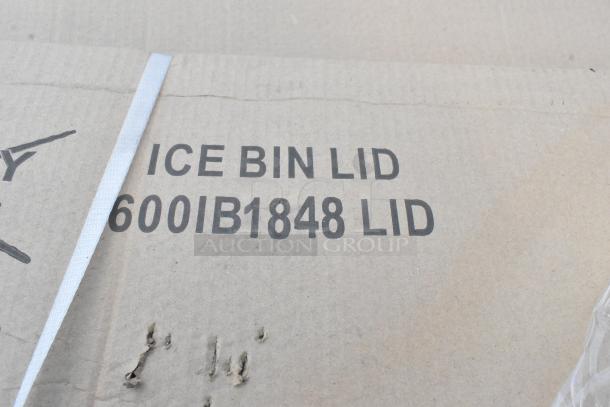 Y
ICE BIN LID
600IB1848 LID
AUCTION GROUP